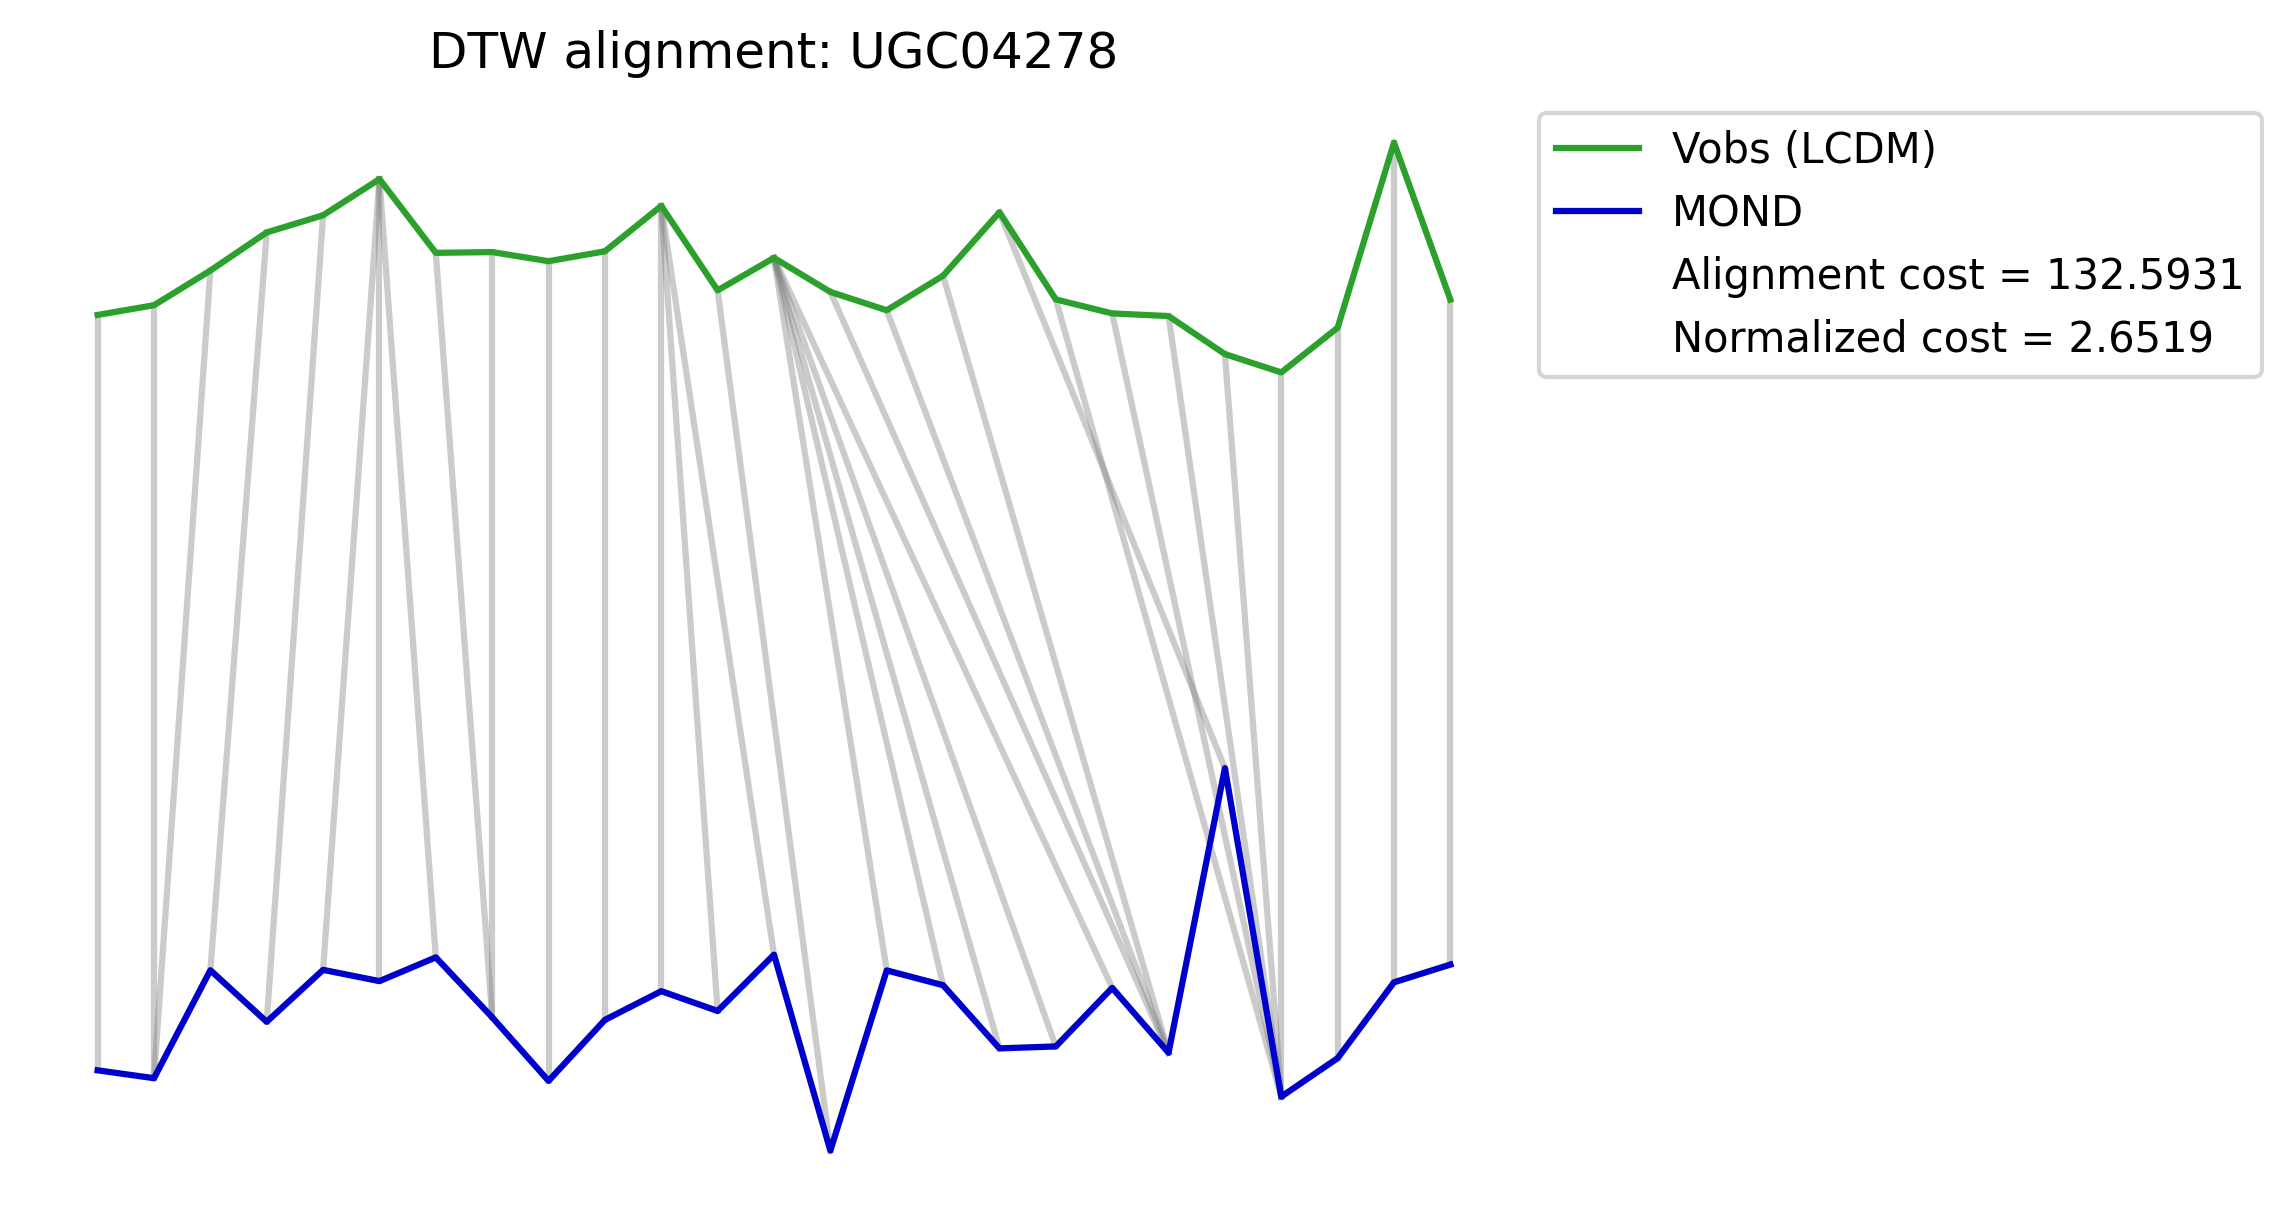 DTW alignment: UGC04278
Vobs (LCDM)
MOND
Alignment cost = 132.5931
Normalized cost = 2.6519